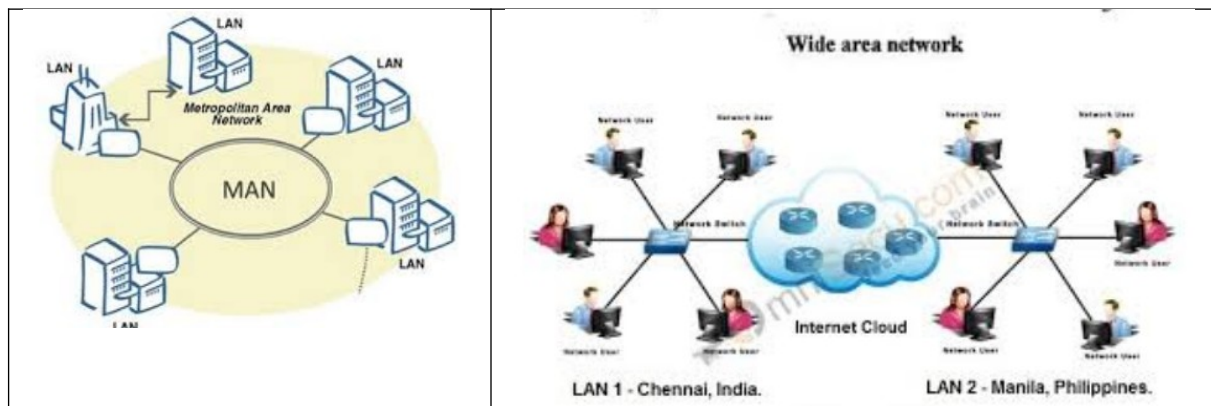 LAN
LAN
LAN
Metropolitan Area
Network
MAN
LAN
LAN
Wide area network
Network User
Network User
Network User
Network User
Network Switch
Network Switch
Network User
Network User
Network User
Network User
Network User
Internet Cloud
LAN 1 - Chennai, India.
LAN 2 - Manila, Philippines.